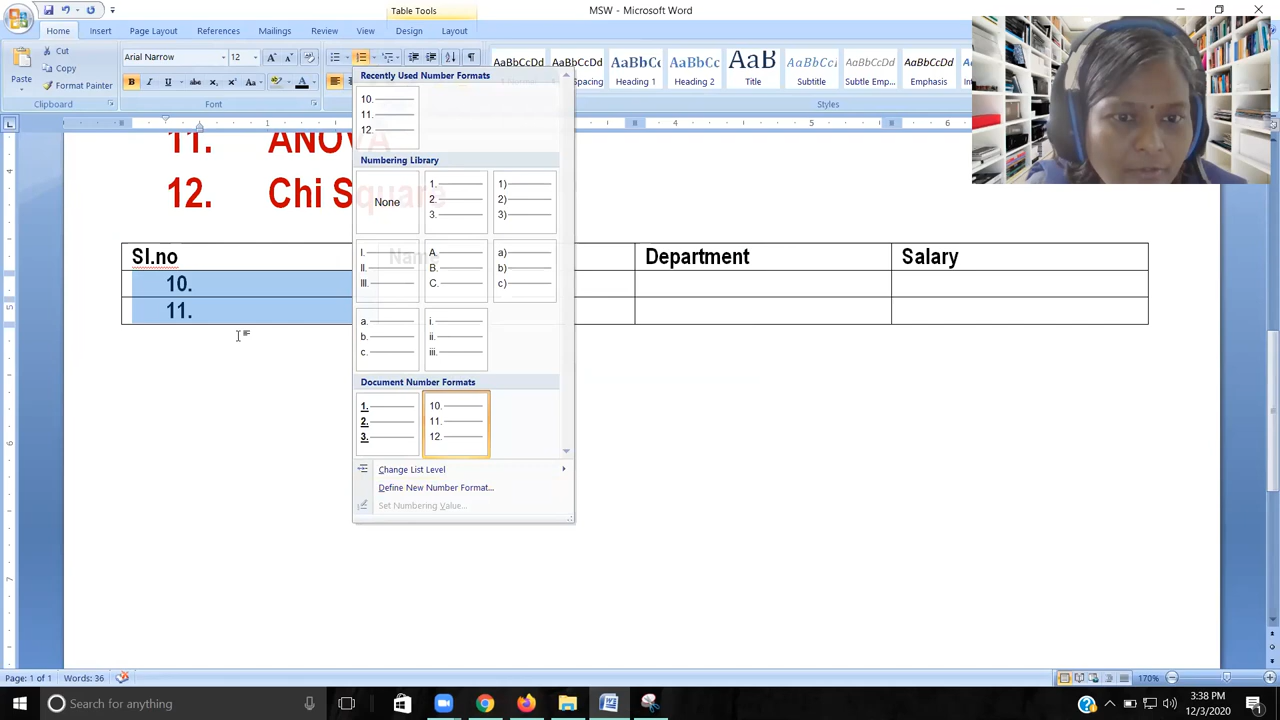 Table Tools
MSW - Microsoft Word
Home Insert Page Layout References Mailings Review View Design Layout
Paste
Cut
Copy
Format Painter
Clipboard
Arial Narrow 12
B I U Aa A
Font
AaBbCcDd AaBbC AaBbCc AaB AaBbCc. AaBbCcDd AaBbCcDd
Spacing Heading 1 Heading 2 Title Subtitle Subtle Emp... Emphasis
Styles
Recently Used Number Formats
10.
11.
12.
Numbering Library
None
1.
2.
3.
1)
2)
3)
I.
II.
III.
A.
B.
C.
a)
b)
c)
a.
b.
c.
i.
ii.
iii.
Document Number Formats
1.
2.
3.
10.
11.
12.
Change List Level
Define New Number Format...
Set Numbering Value...
11. ANOVA
12. Chi Square
Sl.no Name Department Salary
10.
11.
Page: 1 of 1 Words: 36 170%
Search for anything
3:38 PM
12/3/2020